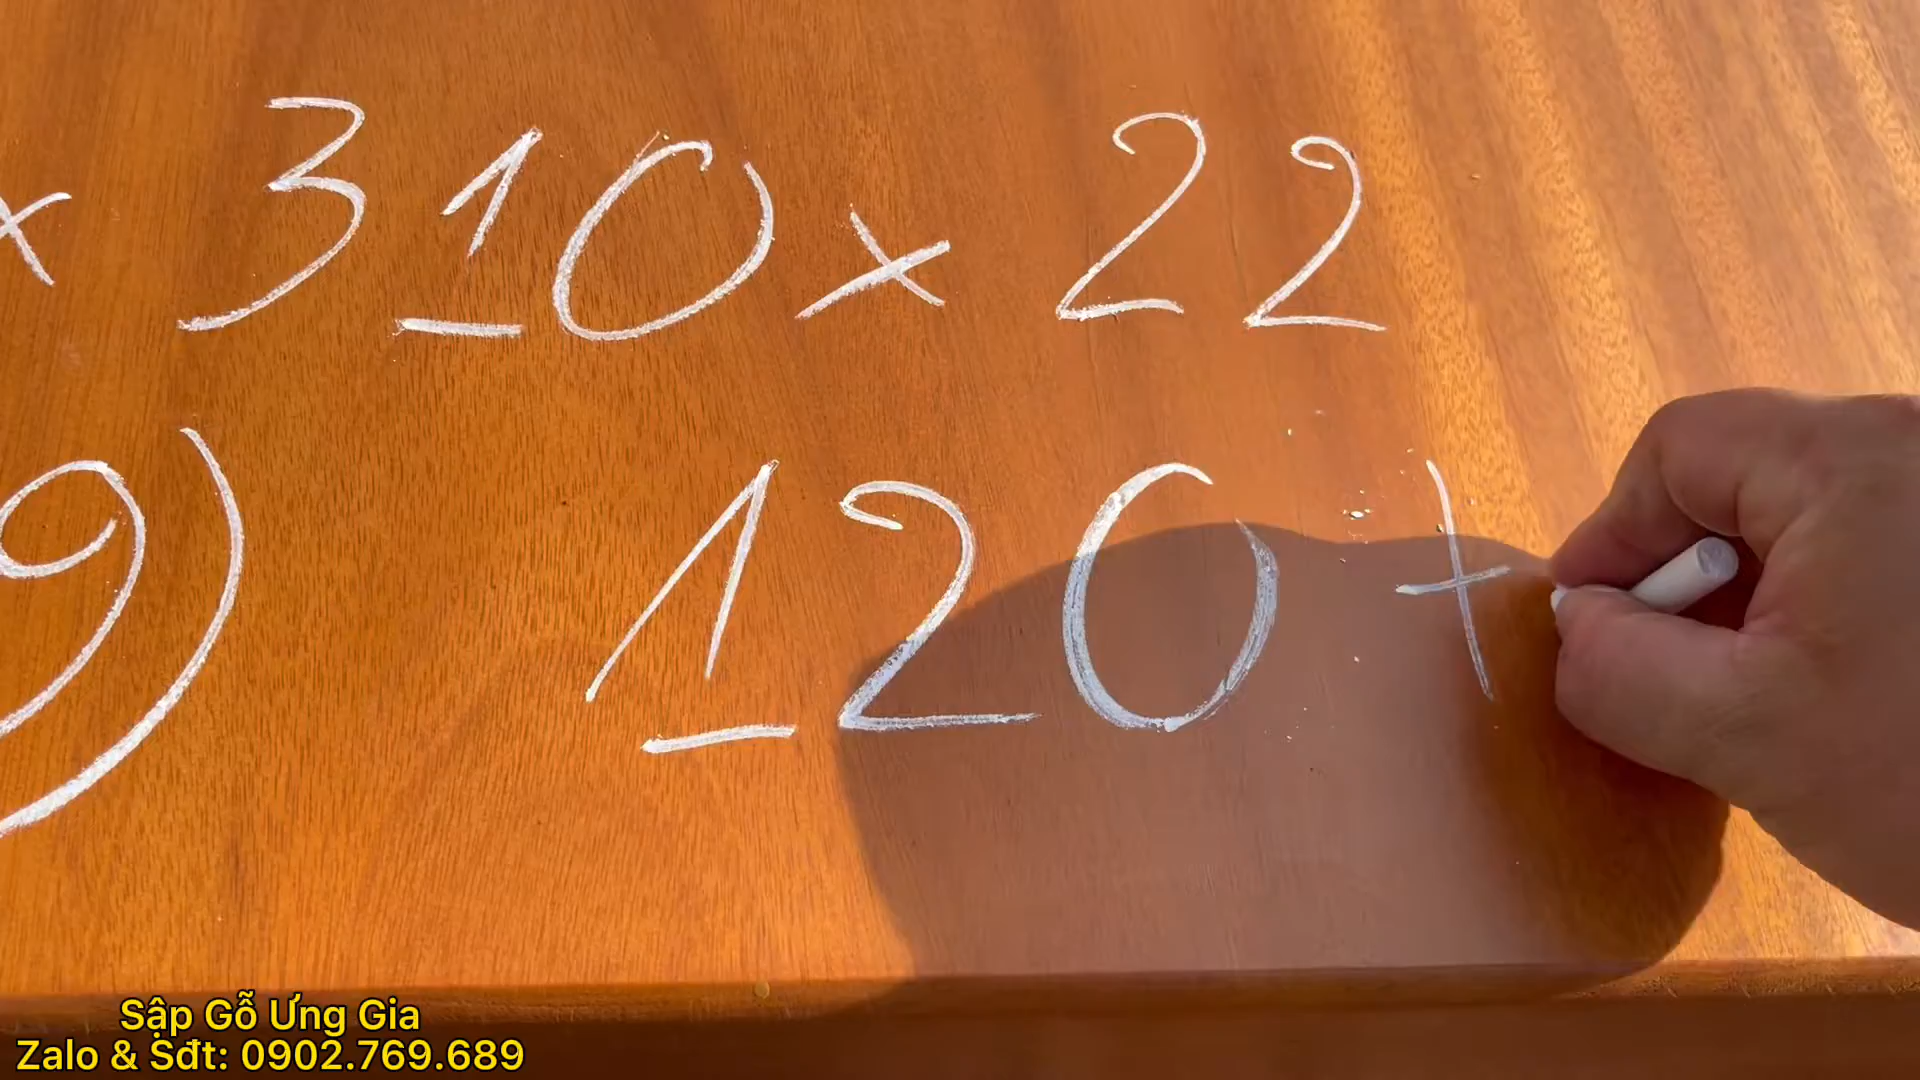 x 310 x 22
9) 120 +
Sập Gỗ Ưng Gia
Zalo & Sđt: 0902.769.689